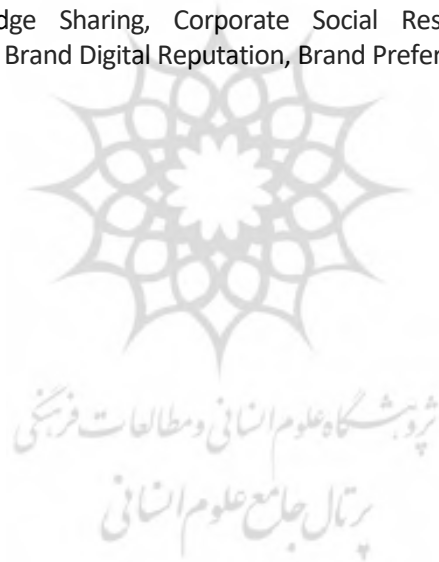 dge Sharing, Corporate Social Res
Brand Digital Reputation, Brand Prefer
پژوهشگاه علوم انسانی و مطالعات فرهنگی
پرتال جامع علوم انسانی